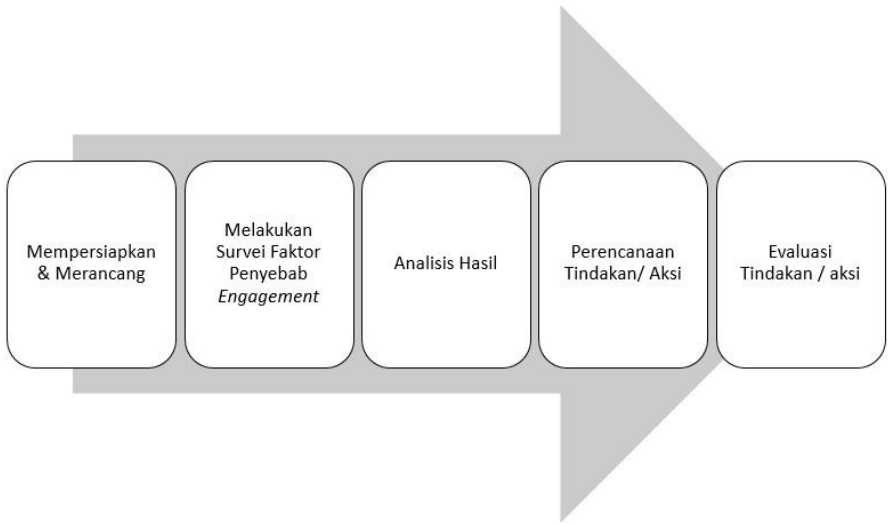 Mempersiapkan
& Merancang
Melakukan
Survei Faktor
Penyebab
Engagement
Analisis Hasil
Perencanaan
Tindakan/ Aksi
Evaluasi
Tindakan / aksi